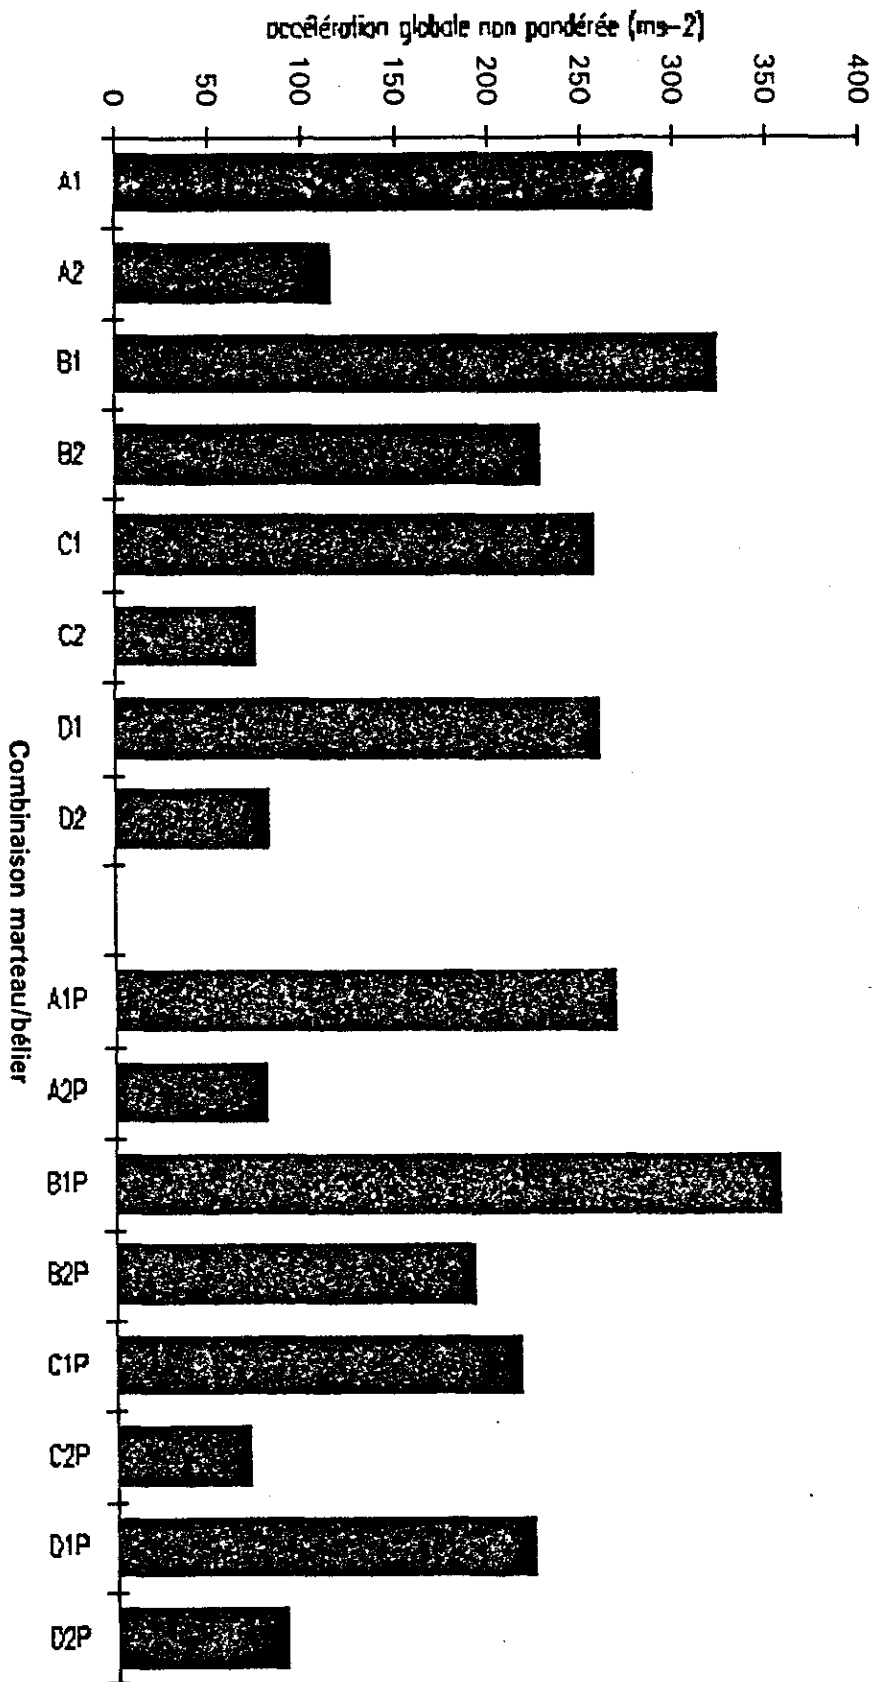 accélération globale non pondérée (ms-2)
400
350
300
250
200
150
100
50
0
A1
A2
B1
B2
C1
C2
D1
D2
A1P
A2P
B1P
B2P
C1P
C2P
D1P
D2P
Combinaison marteau/bélier